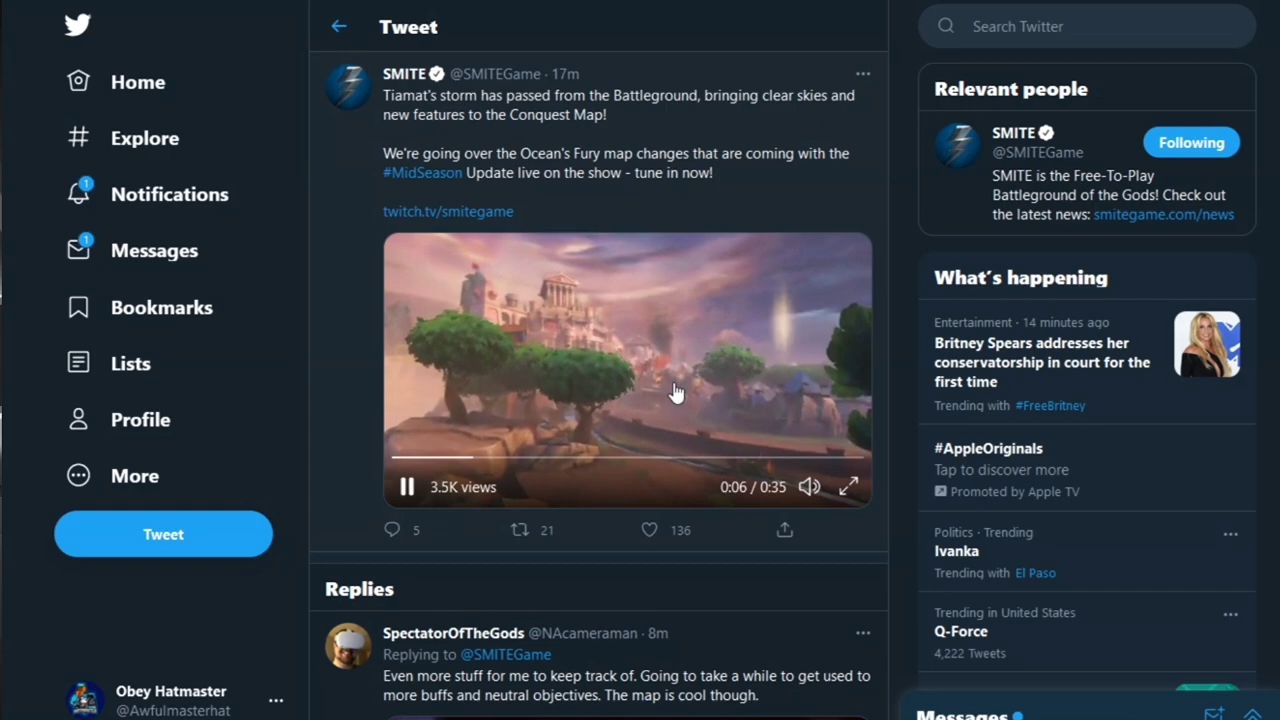 Home
Explore
1
Notifications
1
Messages
Bookmarks
Lists
Profile
More
Tweet
Obey Hatmaster
@Awfulmasterhat
Tweet
SMITE @SMITEGame · 17m
Tiamat's storm has passed from the Battleground, bringing clear skies and
new features to the Conquest Map!
We're going over the Ocean's Fury map changes that are coming with the
#MidSeason Update live on the show - tune in now!
twitch.tv/smitegame
3.5K views
0:06 / 0:35
5
21
136
Replies
SpectatorOfTheGods @NAcameraman · 8m
Replying to @SMITEGame
Even more stuff for me to keep track of. Going to take a while to get used to
more buffs and neutral objectives. The map is cool though.
Search Twitter
Relevant people
SMITE
@SMITEGame
Following
SMITE is the Free-To-Play
Battleground of the Gods! Check out
the latest news: smitegame.com/news
What's happening
Entertainment · 14 minutes ago
Britney Spears addresses her
conservatorship in court for the
first time
Trending with #FreeBritney
#AppleOriginals
Tap to discover more
Promoted by Apple TV
Politics · Trending
Ivanka
Trending with El Paso
Trending in United States
Q-Force
4,222 Tweets
Messages